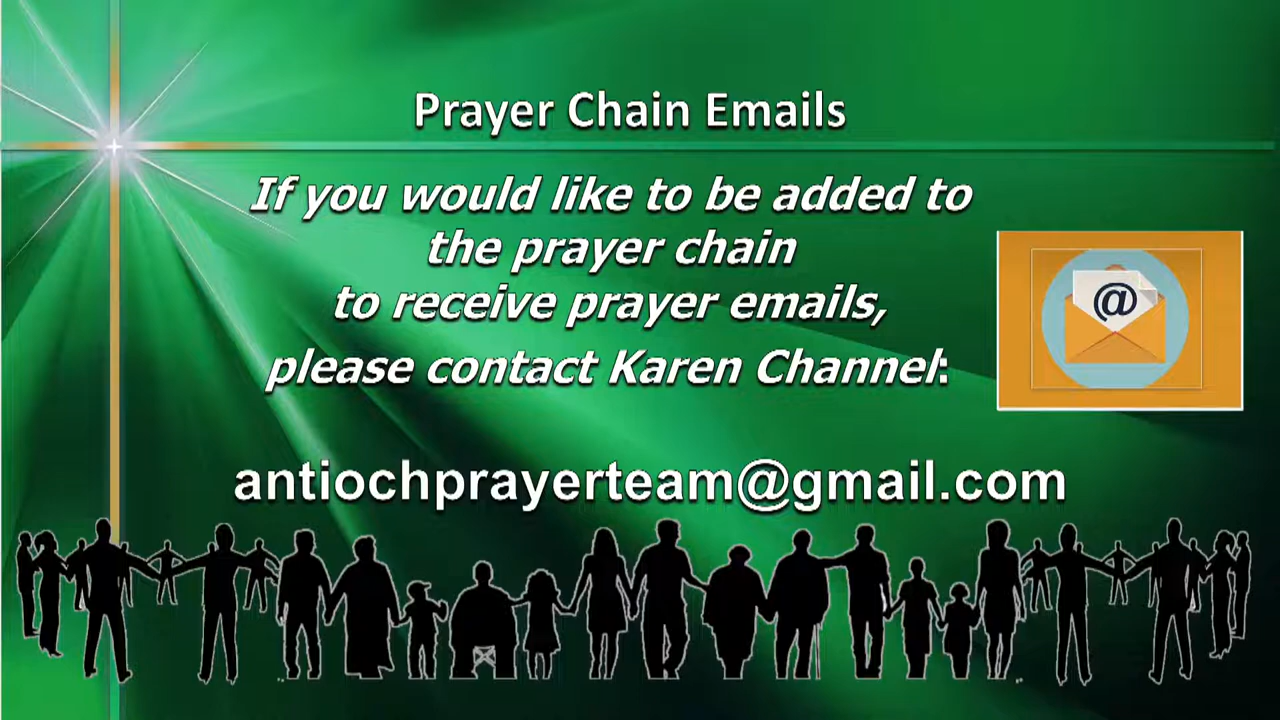 Prayer Chain Emails
If you would like to be added to
the prayer chain
to receive prayer emails,
please contact Karen Channel:
@
antiochprayerteam@gmail.com